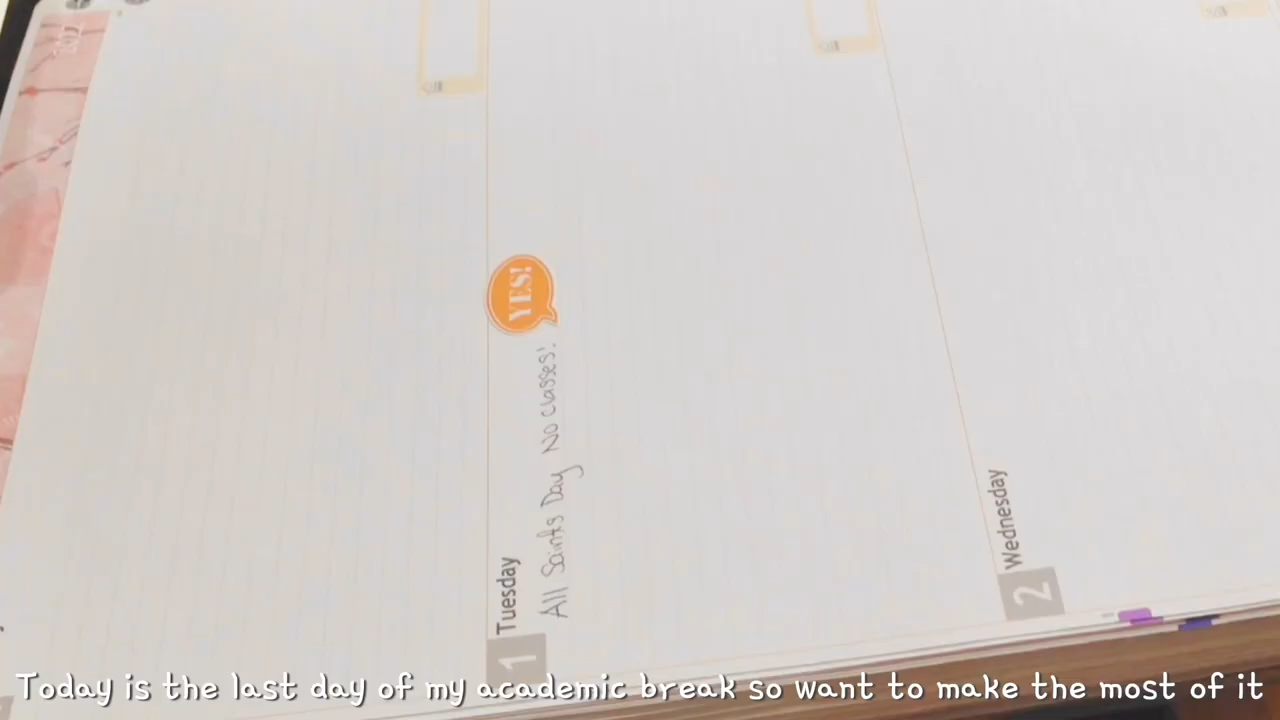 1 Tuesday
All Saints Day No classes!
YES!
2 Wednesday
Today is the last day of my academic break so want to make the most of it